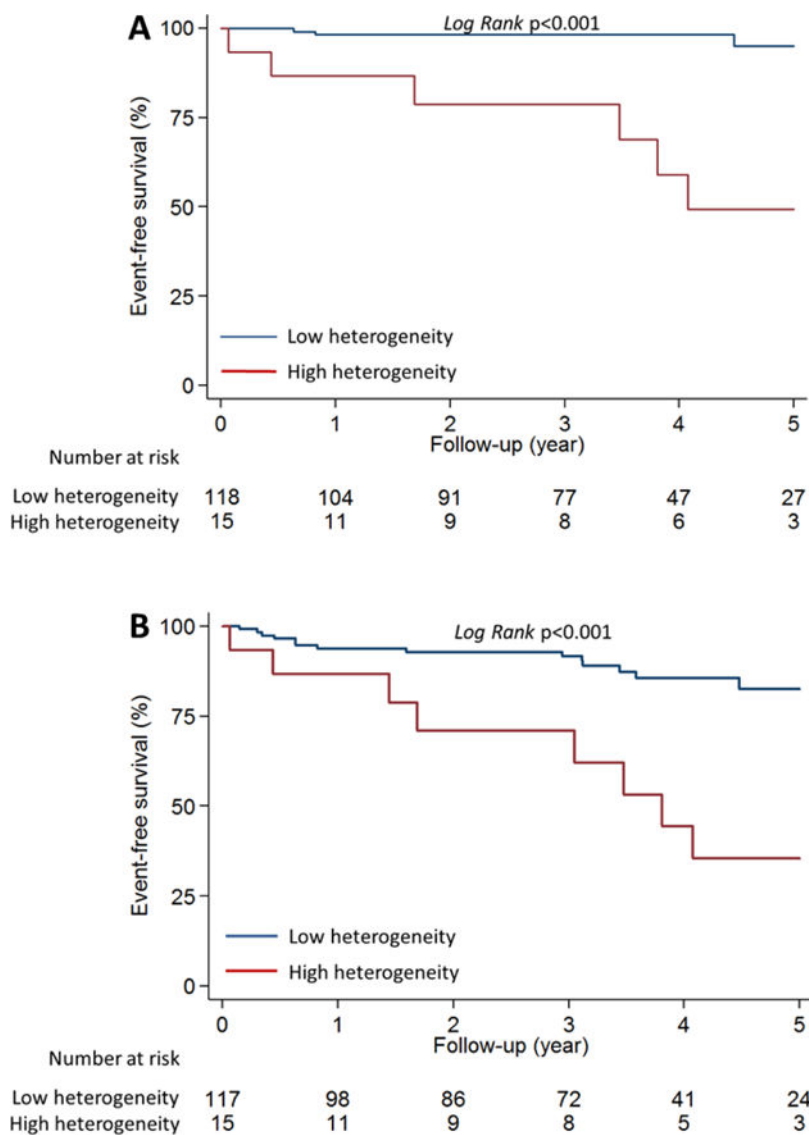 A
Log Rank p<0.001
Event-free survival (%)
100
75
50
25
0
Low heterogeneity
High heterogeneity
0 1 2 3 4 5
Follow-up (year)
Number at risk
Low heterogeneity 118 104 91 77 47 27
High heterogeneity 15 11 9 8 6 3
B
Log Rank p<0.001
Event-free survival (%)
100
75
50
25
0
Low heterogeneity
High heterogeneity
0 1 2 3 4 5
Follow-up (year)
Number at risk
Low heterogeneity 117 98 86 72 41 24
High heterogeneity 15 11 9 8 5 3